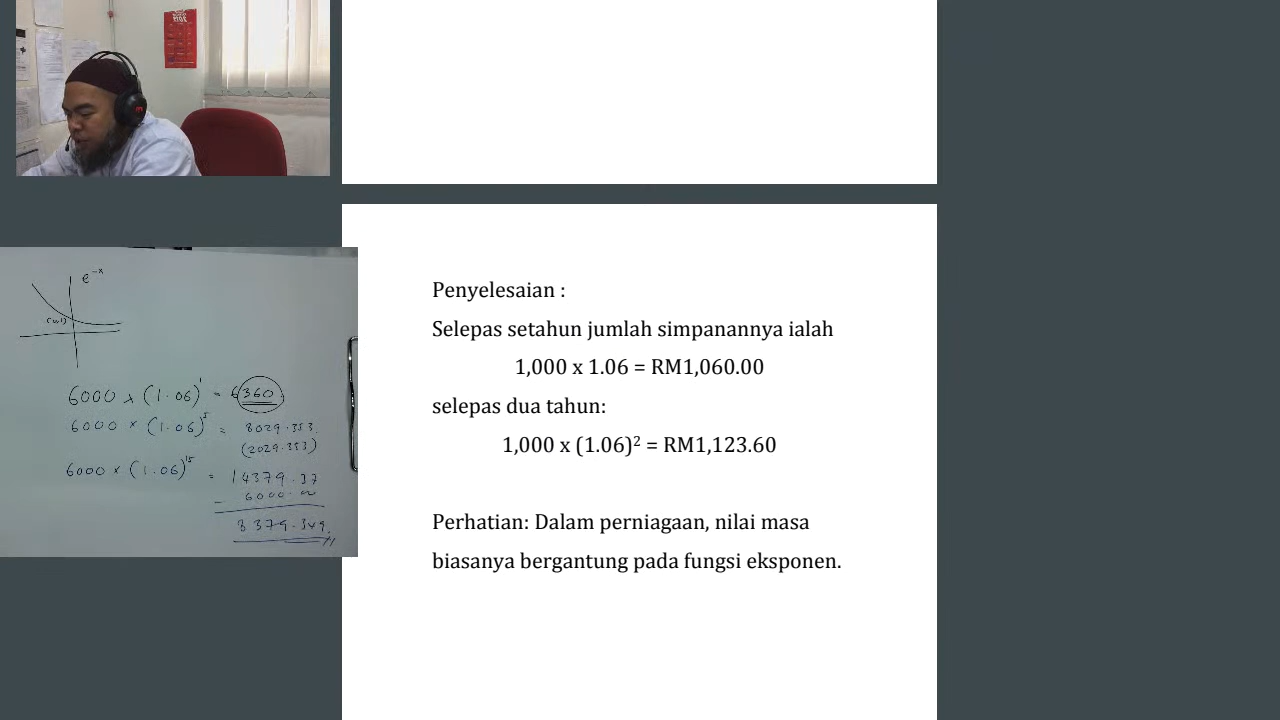 e⁻ˣ
6000 x (1.06)¹ = 6360
6000 x (1.06)⁵ = 8029.353
(2029.353)
6000 x (1.06)¹⁵ = 14379.37
- 6000.00
8379.349
Penyelesaian :
Selepas setahun jumlah simpanannya ialah
1,000 x 1.06 = RM1,060.00
selepas dua tahun:
1,000 x (1.06)² = RM1,123.60
Perhatian: Dalam perniagaan, nilai masa
biasanya bergantung pada fungsi eksponen.